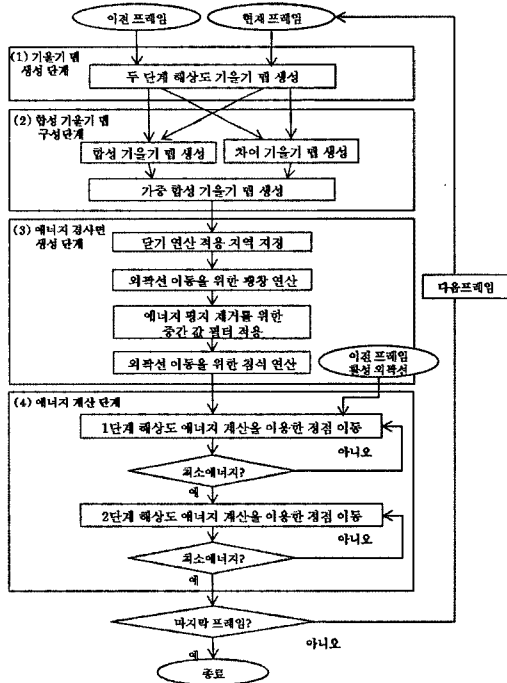 이전 프레임
현재 프레임
(1) 기울기 맵
생성 단계
두 단계 해상도 기울기 맵 생성
(2) 합성 기울기 맵
구성단계
합성 기울기 맵 생성
차이 기울기 맵 생성
가중 합성 기울기 맵 생성
(3) 에너지 경사면
생성 단계
닫기 연산 적용 지역 지정
외곽선 이동을 위한 팽창 연산
에너지 평지 제거를 위한
중간 값 필터 적용
외곽선 이동을 위한 침식 연산
다음프레임
이전 프레임
활성 외곽선
(4) 에너지 계산 단계
1단계 해상도 에너지 계산을 이용한 정점 이동
아니오
최소에너지?
예
2단계 해상도 에너지 계산을 이용한 정점 이동
아니오
최소에너지?
예
마지막 프레임?
아니오
예
종료